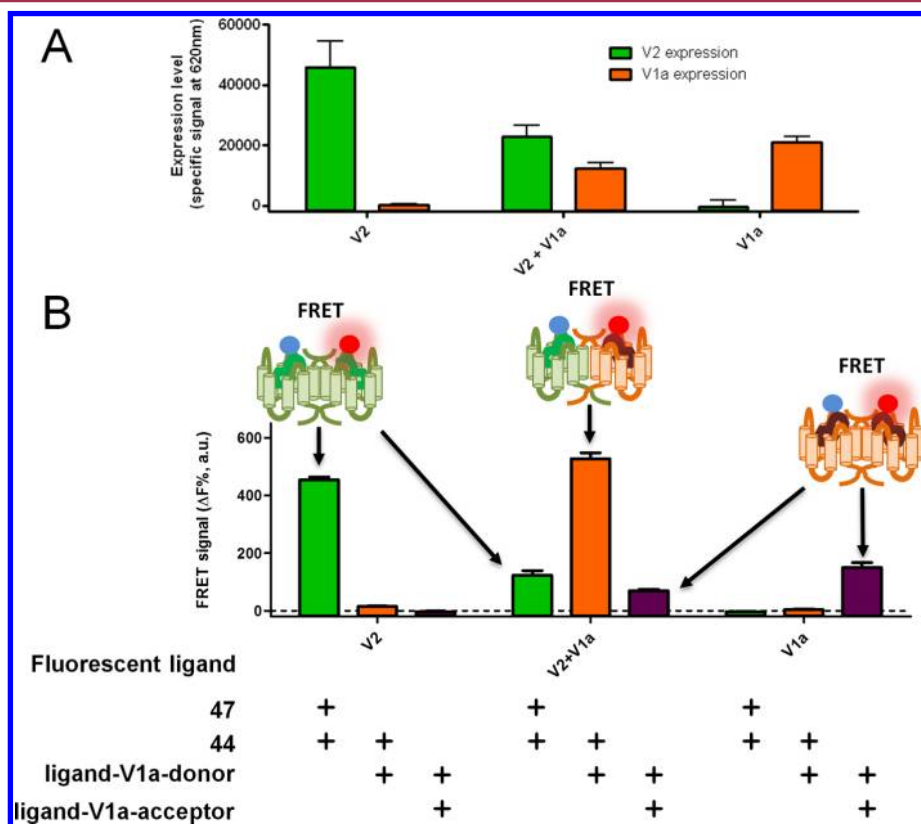 A
60000
40000
20000
0
Expression level
(specific signal at 620nm)
V2 expression
V1a expression
V2
V2 + V1a
V1a
B
FRET
FRET
FRET
600
400
200
0
FRET signal (ΔF%, a.u.)
V2
V2+V1a
V1a
Fluorescent ligand
47 + + +
44 + + + + + +
ligand-V1a-donor + + + + + +
ligand-V1a-acceptor + + +